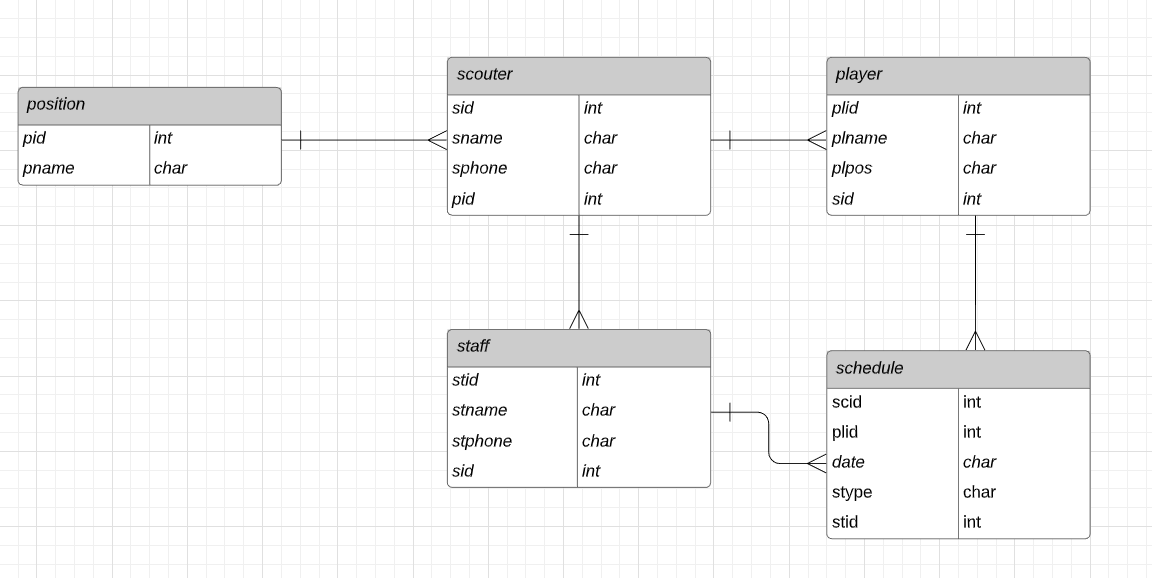 position
pid int
pname char
scouter
sid int
sname char
sphone char
pid int
player
plid int
plname char
plpos char
sid int
staff
stid int
stname char
stphone char
sid int
schedule
scid int
plid int
date char
stype char
stid int